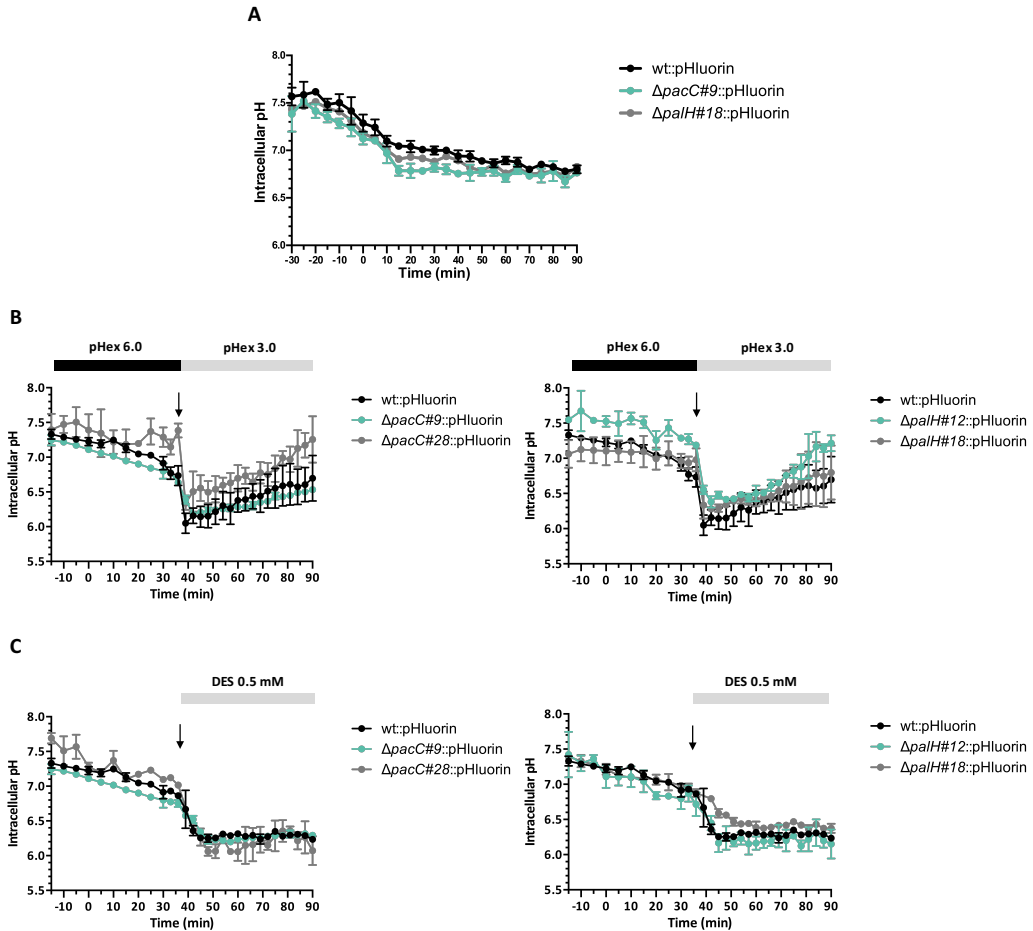 A
8.0
7.5
7.0
6.5
6.0
Intracellular pH
-30 -20 -10 0 10 20 30 40 50 60 70 80 90
Time (min)
wt::pHluorin
ΔpacC#9::pHluorin
ΔpalH#18::pHluorin
B
pHex 6.0 pHex 3.0
8.0
7.5
7.0
6.5
6.0
5.5
Intracellular pH
-10 0 10 20 30 40 50 60 70 80 90
Time (min)
wt::pHluorin
ΔpacC#9::pHluorin
ΔpacC#28::pHluorin
pHex 6.0 pHex 3.0
8.0
7.5
7.0
6.5
6.0
5.5
Intracellular pH
-10 0 10 20 30 40 50 60 70 80 90
Time (min)
wt::pHluorin
ΔpalH#12::pHluorin
ΔpalH#18::pHluorin
C
DES 0.5 mM
8.0
7.5
7.0
6.5
6.0
5.5
Intracellular pH
-10 0 10 20 30 40 50 60 70 80 90
Time (min)
wt::pHluorin
ΔpacC#9::pHluorin
ΔpacC#28::pHluorin
DES 0.5 mM
8.0
7.5
7.0
6.5
6.0
5.5
Intracellular pH
-10 0 10 20 30 40 50 60 70 80 90
Time (min)
wt::pHluorin
ΔpalH#12::pHluorin
ΔpalH#18::pHluorin